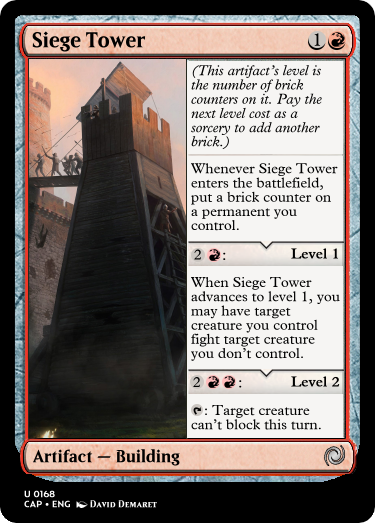 Siege Tower 1
(This artifact's level is
the number of brick
counters on it. Pay the
next level cost as a
sorcery to add another
brick.)
Whenever Siege Tower
enters the battlefield,
put a brick counter on
a permanent you
control.
2 : Level 1
When Siege Tower
advances to level 1, you
may have target
creature you control
fight target creature
you don't control.
2 : Level 2
: Target creature
can't block this turn.
Artifact — Building
U 0168
CAP • ENG David Demaret